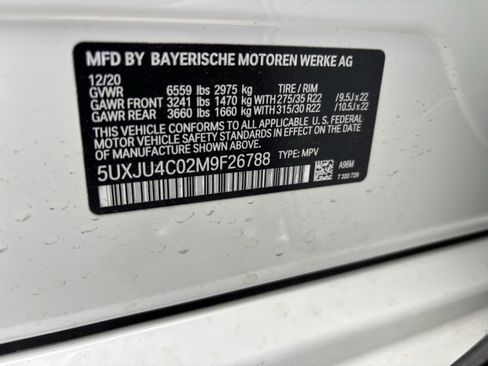 MFD BY BAYERISCHE MOTOREN WERKE AG
12/20
GVWR 6559 lbs 2975 kg TIRE / RIM
GAWR FRONT 3241 lbs 1470 kg WITH 275/35 R22 /9.5J x 22
GAWR REAR 3660 lbs 1660 kg WITH 315/30 R22 /10.5J x 22
THIS VEHICLE CONFORMS TO ALL APPLICABLE U. S. FEDERAL
MOTOR VEHICLE SAFETY STANDARDS IN EFFECT ON THE DATE
OF MANUFACTURE SHOWN ABOVE.
5UXJU4C02M9F26788 TYPE: MPV
A96M
7 320 729